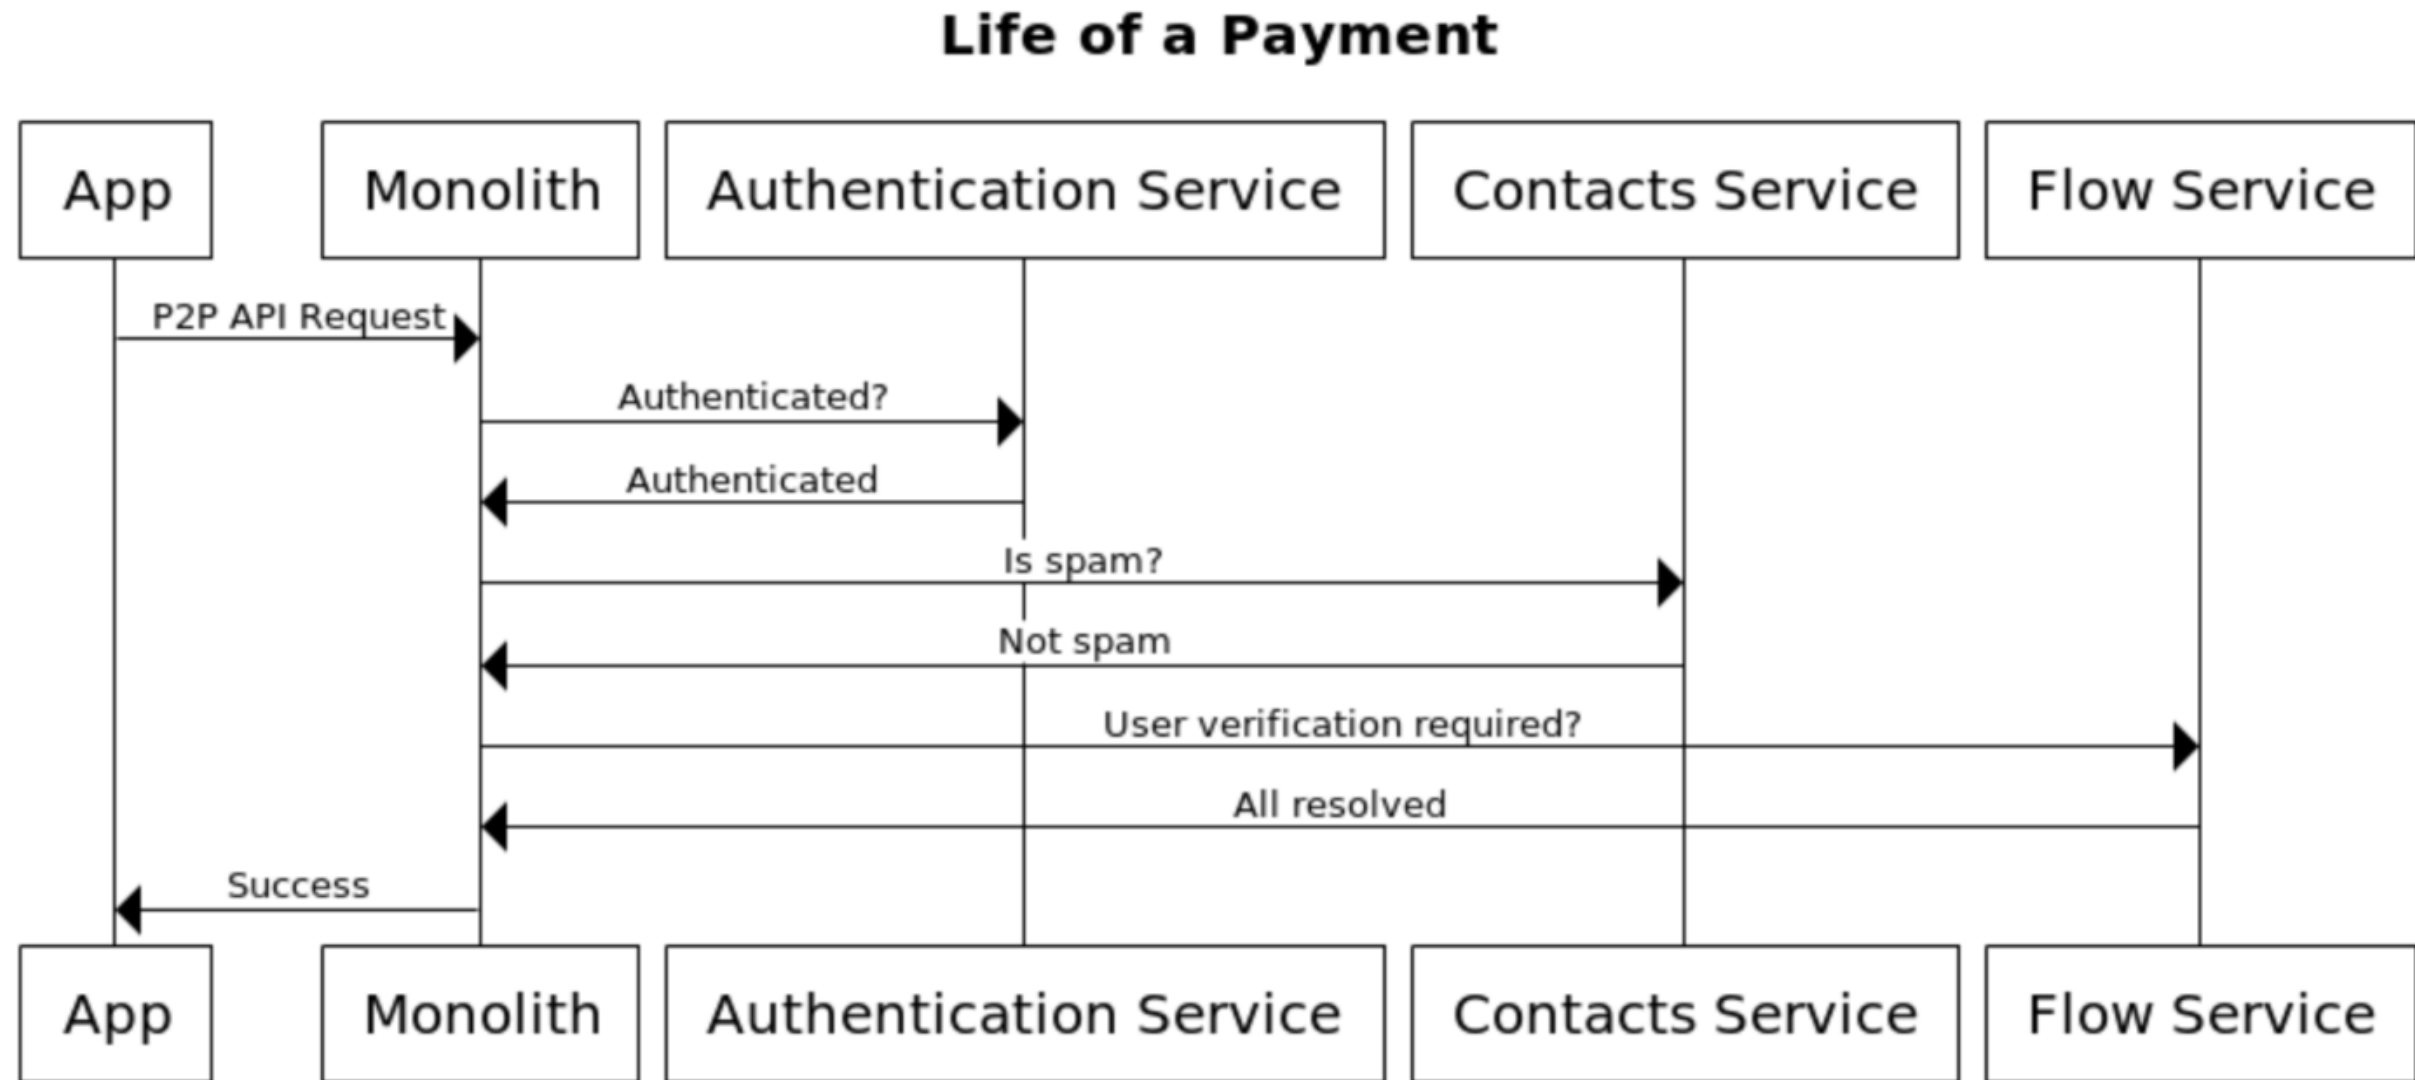 Life of a Payment
App
Monolith
Authentication Service
Contacts Service
Flow Service
P2P API Request
Authenticated?
Authenticated
Is spam?
Not spam
User verification required?
All resolved
Success
App
Monolith
Authentication Service
Contacts Service
Flow Service